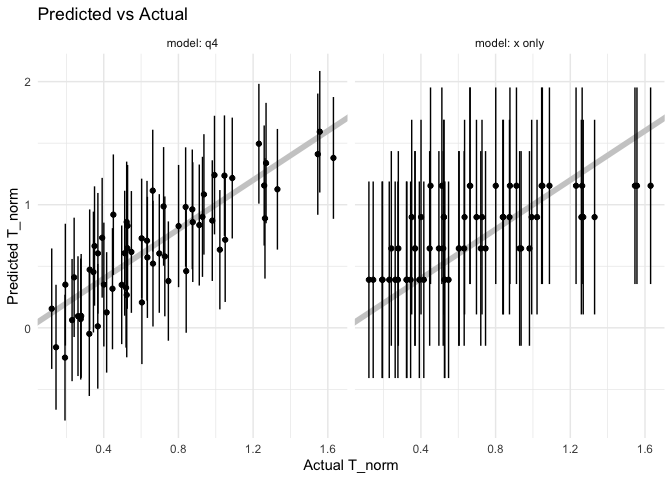 Predicted vs Actual
model: q4
model: x only
Predicted T_norm
2
1
0
0.4
0.8
1.2
1.6
0.4
0.8
1.2
1.6
Actual T_norm